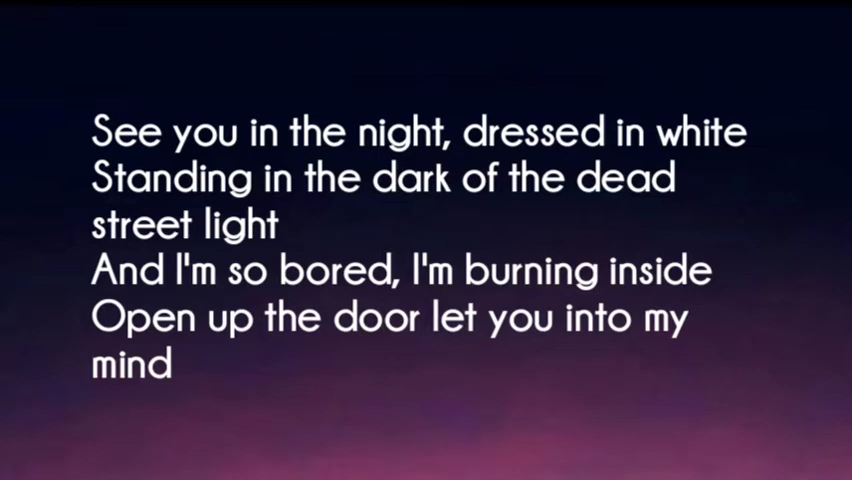 See you in the night, dressed in white
Standing in the dark of the dead
street light
And I'm so bored, I'm burning inside
Open up the door let you into my
mind